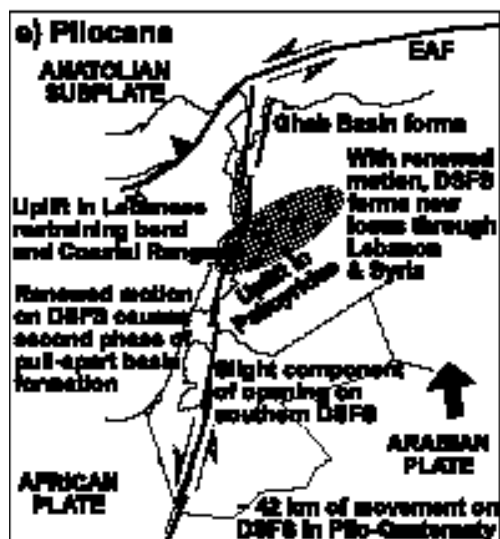 e) Pliocene
ANATOLIAN
SUBPLATE
EAF
Ghab Basin forms
With renewed
motion, DSFS
forms new
locus through
Lebanon
& Syria
Uplift in Lebanese
restraining bend
and Coastal Range
Uplift in
Palmyrides
Renewed motion
on DSFS causes
second phase of
pull-apart basin
formation
Slight component
of opening on
southern DSFS
ARABIAN
PLATE
AFRICAN
PLATE
~ 42 km of movement on
DSFS in Plio-Quaternary